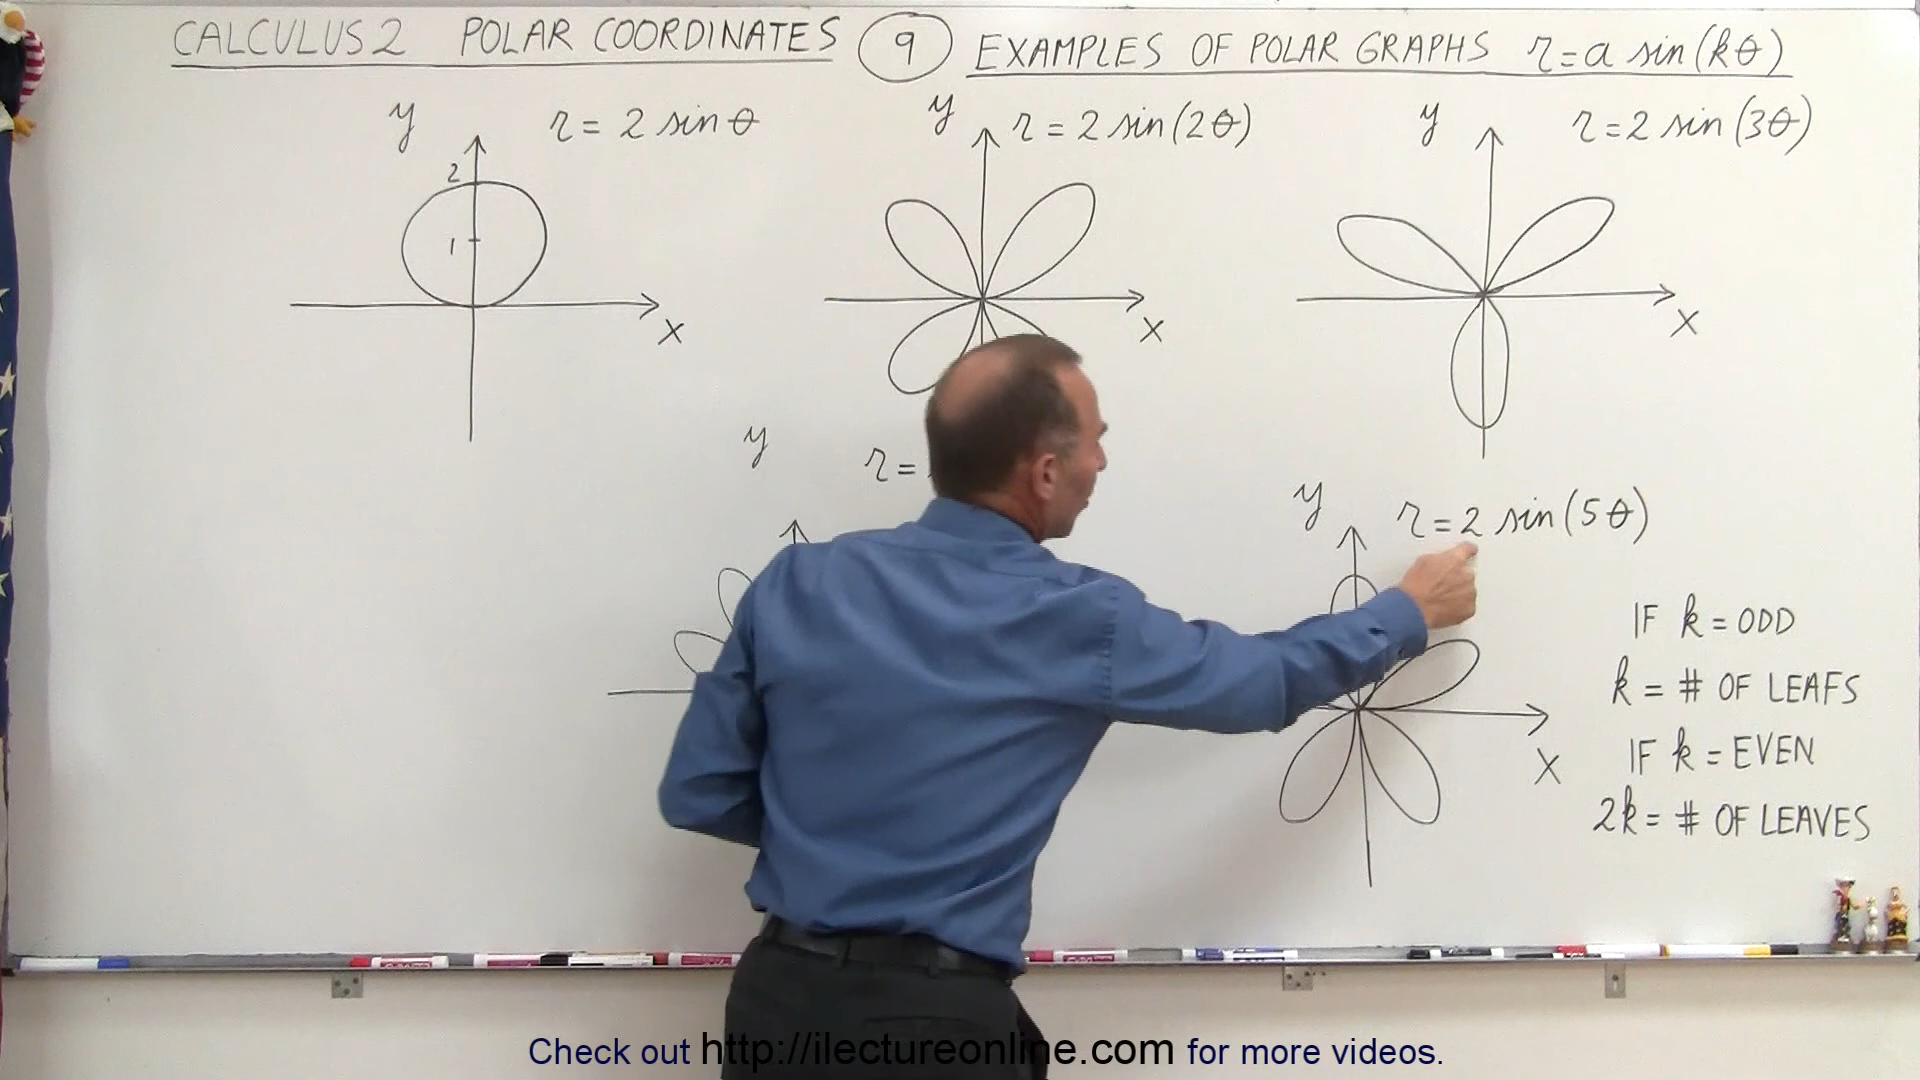 CALCULUS 2 POLAR COORDINATES 9 EXAMPLES OF POLAR GRAPHS r = a sin(kθ)
y r = 2 sin θ
2
1
x
y r = 2 sin(2θ)
x
y r = 2 sin(3θ)
x
y r =
y r = 2 sin(5θ)
x
IF k = ODD
k = # OF LEAFS
IF k = EVEN
2k = # OF LEAVES
Check out http://ilectureonline.com for more videos.